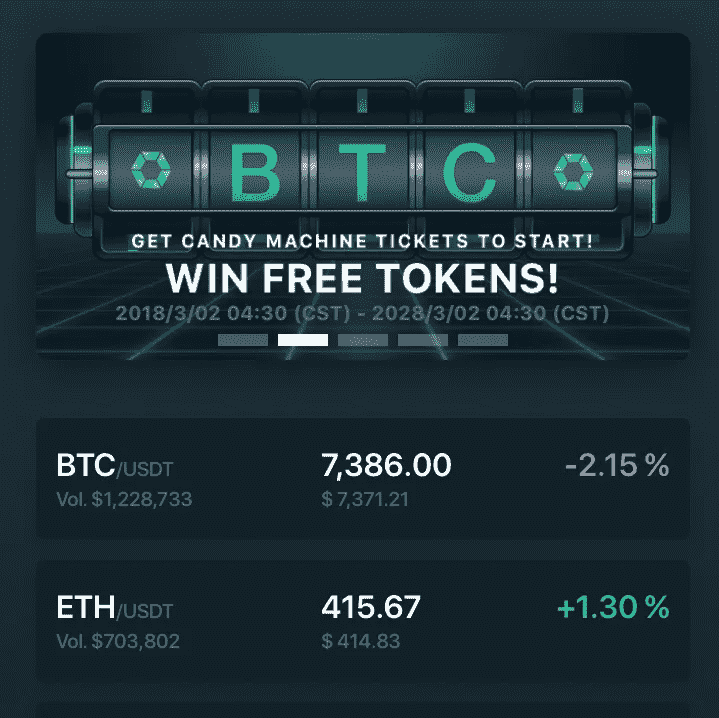 B T C
GET CANDY MACHINE TICKETS TO START!
WIN FREE TOKENS!
2018/3/02 04:30 (CST) - 2028/3/02 04:30 (CST)
BTC/USDT 7,386.00 -2.15 %
Vol. $1,228,733 $ 7,371.21
ETH/USDT 415.67 +1.30 %
Vol. $703,802 $ 414.83